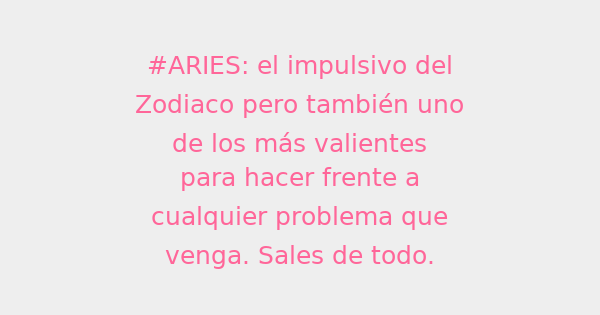 #ARIES: el impulsivo del
Zodiaco pero también uno
de los más valientes
para hacer frente a
cualquier problema que
venga. Sales de todo.